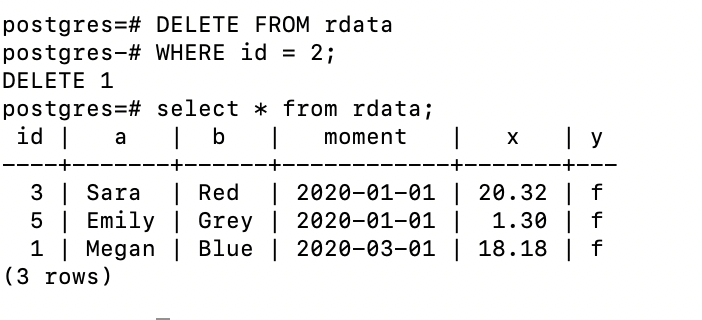 postgres=# DELETE FROM rdata
postgres-# WHERE id = 2;
DELETE 1
postgres=# select * from rdata;
 id |   a   |  b   |   moment   |   x   | y
----+-------+------+------------+-------+---
  3 | Sara  | Red  | 2020-01-01 | 20.32 | f
  5 | Emily | Grey | 2020-01-01 |  1.30 | f
  1 | Megan | Blue | 2020-03-01 | 18.18 | f
(3 rows)